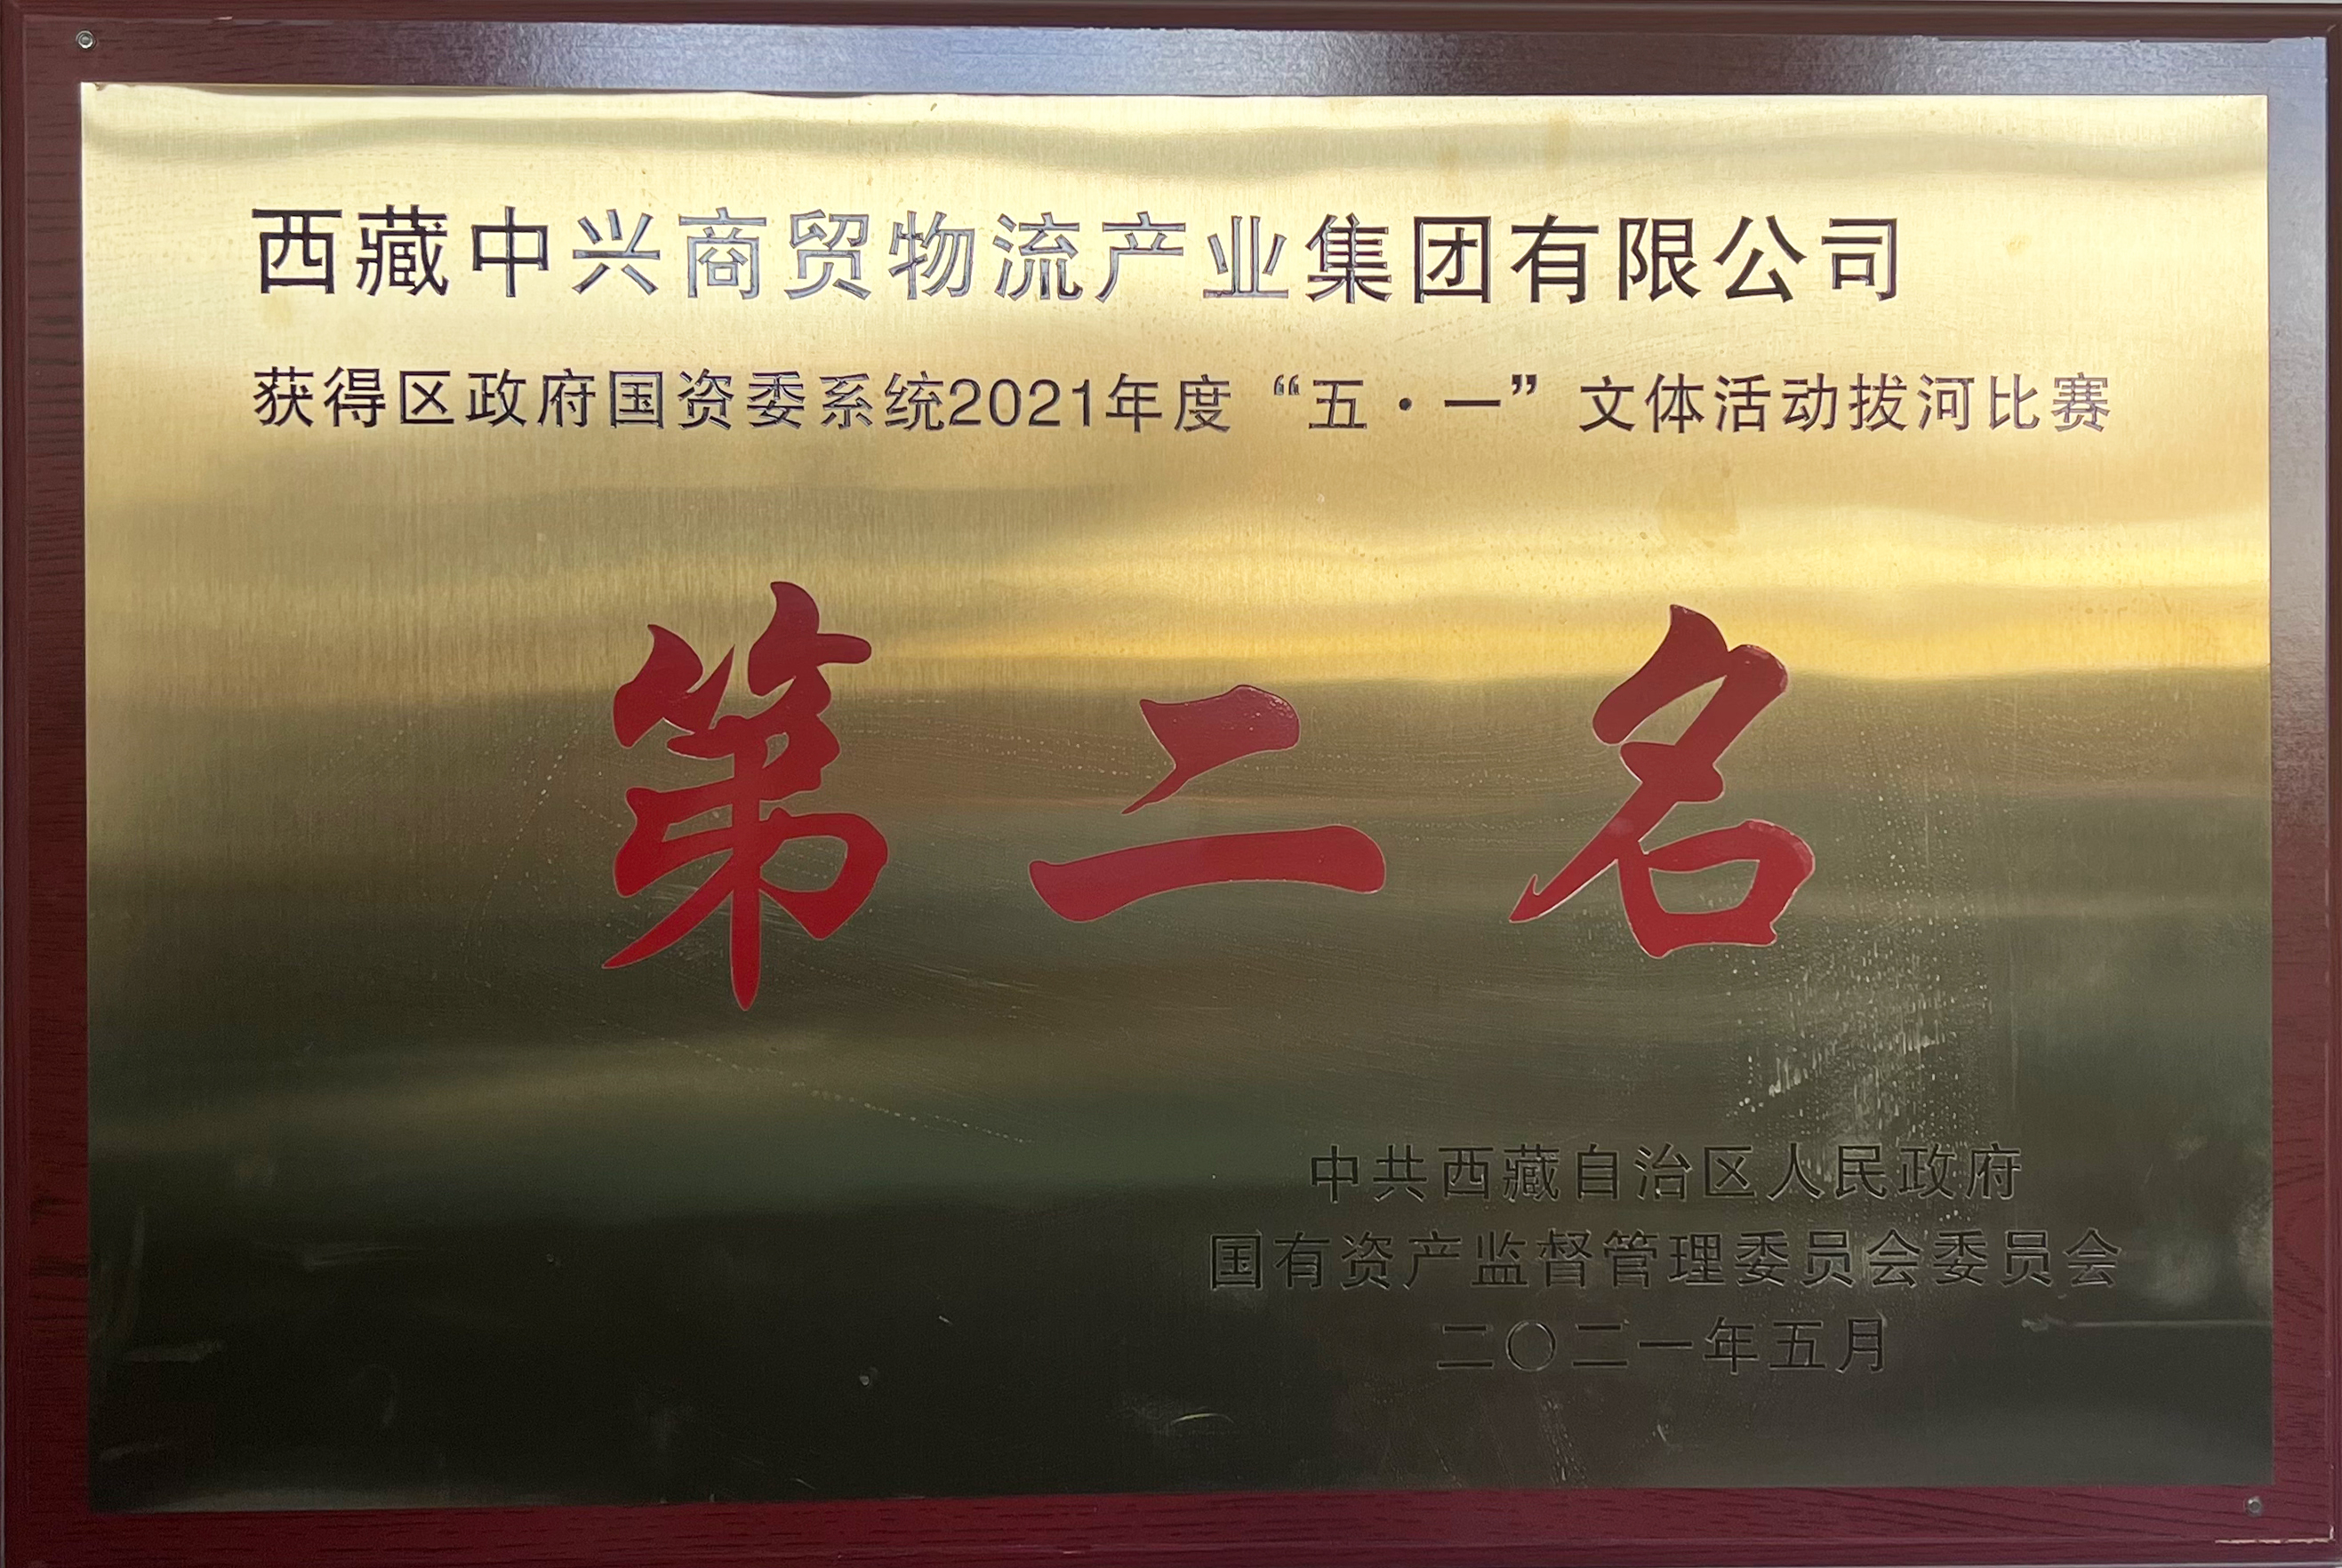 西藏中兴商贸物流产业集团有限公司
获得区政府国资委系统2021年度“五·一”文体活动拔河比赛
第二名
中共西藏自治区人民政府
国有资产监督管理委员会委员会
二〇二一年五月